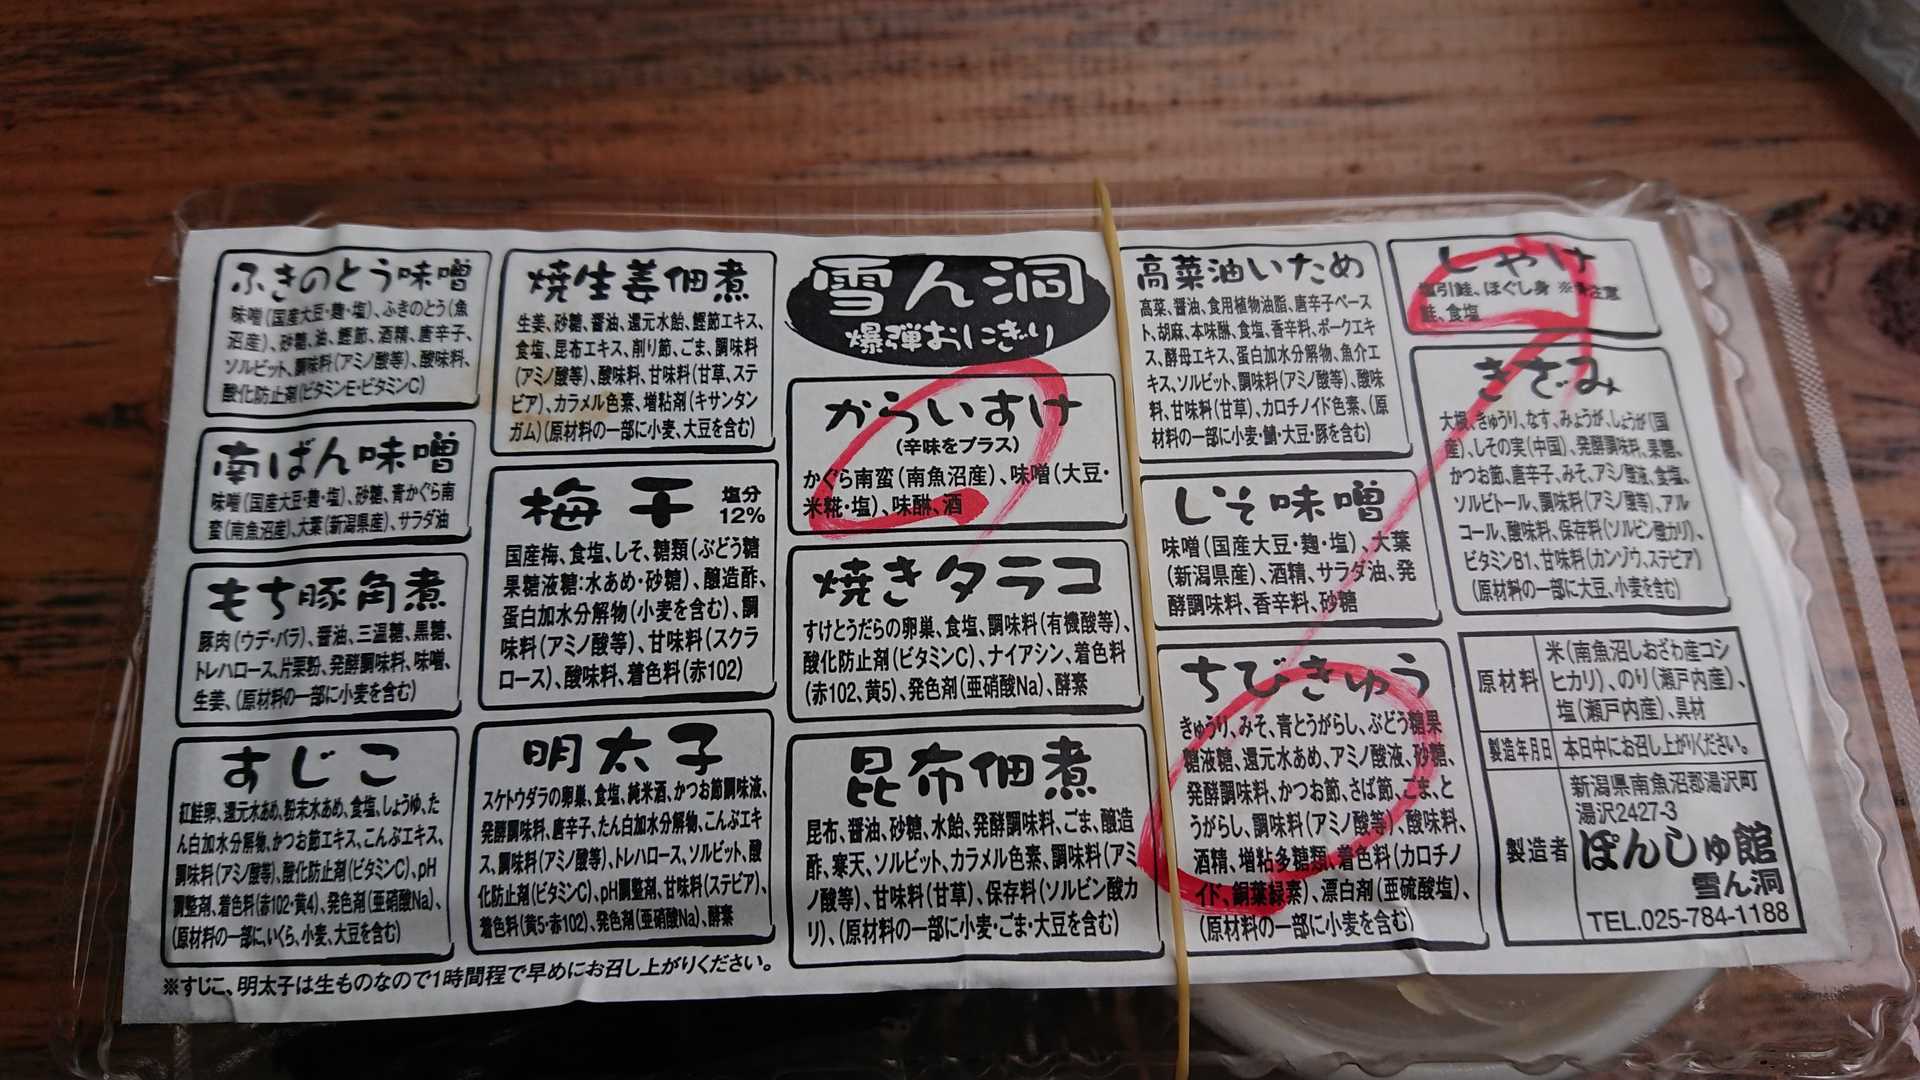 ふきのとう味噌
味噌(国産大豆・麹・塩)、ふきのとう(魚
沼産)、砂糖、油、鰹節、酒精、唐辛子、
ソルビット、調味料(アミノ酸等)、酸味料、
酸化防止剤(ビタミンE・ビタミンC)
南ばん味噌
味噌(国産大豆・麹・塩)、砂糖、青かぐら南
蛮(南魚沼産)、大葉(新潟県産)、サラダ油
もち豚角煮
豚肉(ウデ・バラ)、醤油、三温糖、黒糖、
トレハロース、片栗粉、発酵調味料、味噌、
生姜、(原材料の一部に小麦を含む)
すじこ
紅鮭卵、還元水あめ、粉末水あめ、食塩、しょうゆ、た
ん白加水分解物、かつお節エキス、こんぶエキス、
調味料(アミノ酸等)、酸化防止剤(ビタミンC)、pH
調整剤、着色料(赤102・黄4)、発色剤(亜硝酸Na)、
(原材料の一部に、いくら、小麦、大豆を含む)
※すじこ、明太子は生ものなので1時間程で早めにお召し上がりください。
焼生姜佃煮
生姜、砂糖、醤油、還元水飴、鰹節エキス、
食塩、昆布エキス、削り節、ごま、調味料
(アミノ酸等)、酸味料、甘味料(甘草、ステ
ビア)、カラメル色素、増粘剤(キサンタン
ガム)(原材料の一部に小麦、大豆を含む)
梅干 塩分12%
国産梅、食塩、しそ、糖類(ぶどう糖
果糖液糖:水あめ・砂糖)、醸造酢、
蛋白加水分解物(小麦を含む)、調
味料(アミノ酸等)、甘味料(スクラ
ロース)、酸味料、着色料(赤102)
明太子
スケトウダラの卵巣、食塩、純米酒、かつお節調味液、
発酵調味料、唐辛子、たん白加水分解物、こんぶエキ
ス、調味料(アミノ酸等)、トレハロース、ソルビット、酸
化防止剤(ビタミンC)、pH調整剤、甘味料(ステビア)、
着色料(黄5・赤102)、発色剤(亜硝酸Na)、酵素
雪ん洞
爆弾おにぎり
からいすけ
(辛味をプラス)
かぐら南蛮(南魚沼産)、味噌(大豆・
米糀・塩)、味醂、酒
焼きタラコ
すけとうだらの卵巣、食塩、調味料(有機酸等)、
酸化防止剤(ビタミンC)、ナイアシン、着色料
(赤102、黄5)、発色剤(亜硝酸Na)、酵素
昆布佃煮
昆布、醤油、砂糖、水飴、発酵調味料、ごま、醸造
酢、寒天、ソルビット、カラメル色素、調味料(アミ
ノ酸等)、甘味料(甘草)、保存料(ソルビン酸カ
リ)、(原材料の一部に小麦・ごま・大豆を含む)
高菜油いため
高菜、醤油、食用植物油脂、唐辛子ペース
ト、胡麻、本味醂、食塩、香辛料、ポークエキ
ス、酵母エキス、蛋白加水分解物、魚介エ
キス、ソルビット、調味料(アミノ酸等)、酸味
料、甘味料(甘草)、カロチノイド色素、(原
材料の一部に小麦・鯖・大豆・豚を含む)
しそ味噌
味噌(国産大豆・麹・塩)、大葉
(新潟県産)、酒精、サラダ油、発
酵調味料、香辛料、砂糖
ちびきゅう
きゅうり、みそ、青とうがらし、ぶどう糖果
糖液糖、還元水あめ、アミノ酸液、砂糖、
発酵調味料、かつお節、さば節、ごま、と
うがらし、調味料(アミノ酸等)、酸味料、
酒精、増粘多糖類、着色料(カロチノ
イド、銅葉緑素)、漂白剤(亜硫酸塩)、
(原材料の一部に小麦を含む)
しゃけ
塩引鮭、ほぐし身 ※骨注意
鮭、食塩
きざみ
大根、きゅうり、なす、みょうが、しょうが(国
産)、しその実(中国)、発酵調味料、果糖、
かつお節、唐辛子、みそ、アミノ酸液、食塩、
ソルビトール、調味料(アミノ酸等)、アル
コール、酸味料、保存料(ソルビン酸カリ)、
ビタミンB1、甘味料(カンゾウ、ステビア)
(原材料の一部に大豆、小麦を含む)
原材料 米(南魚沼しおざわ産コシ
ヒカリ)、のり(瀬戸内産)、
塩(瀬戸内産)、具材
製造年月日 本日中にお召し上がりください。
製造者 新潟県南魚沼郡湯沢町
湯沢2427-3
ぽんしゅ館
雪ん洞
TEL.025-784-1188